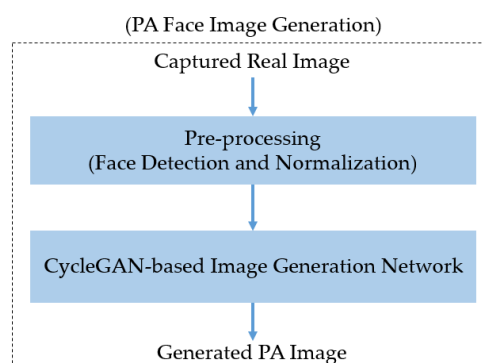 (PA Face Image Generation)
Captured Real Image
Pre-processing
(Face Detection and Normalization)
CycleGAN-based Image Generation Network
Generated PA Image